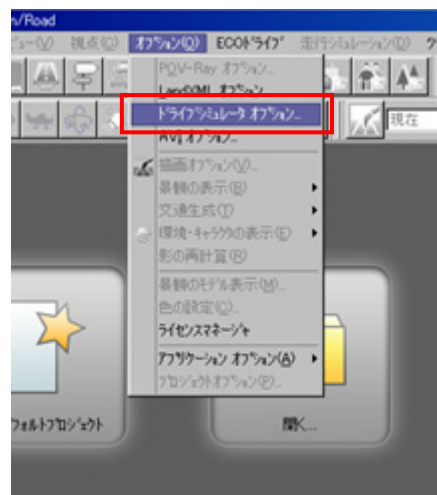 n/Road
ﾋﾞｭｰ(V) 視点(O) ｵﾌﾟｼｮﾝ(O) ECOﾄﾞﾗｲﾌﾞ 走行ｼﾐｭﾚｰｼｮﾝ(D)
POV-Ray ｵﾌﾟｼｮﾝ...
LandXML ｵﾌﾟｼｮﾝ
ﾄﾞﾗｲﾌﾞｼﾐｭﾚｰﾀ ｵﾌﾟｼｮﾝ...
AVI ｵﾌﾟｼｮﾝ...
現在
描画ｵﾌﾟｼｮﾝ(V)...
景観の表示(B)
交通生成(T)
環境・ｷｬﾗｸﾀの表示(E)
影の再計算(R)
景観のﾓﾃﾞﾙ表示(M)...
色の設定(C)...
ﾗｲｾﾝｽﾏﾈｰｼﾞｬ
ｱﾌﾟﾘｹｰｼｮﾝ ｵﾌﾟｼｮﾝ(A)
ﾌﾟﾛｼﾞｪｸﾄｵﾌﾟｼｮﾝ(P)...
ﾌｫﾙﾄﾌﾟﾛｼﾞｪｸﾄ
開く...